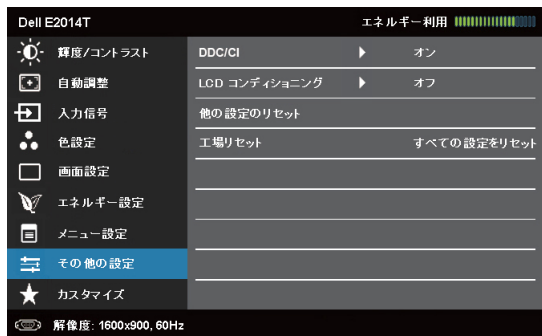 Dell E2014T エネルギー利用
輝度/コントラスト
自動調整
入力信号
色設定
画面設定
エネルギー設定
メニュー設定
その他の設定
カスタマイズ
DDC/CI オン
LCD コンディショニング オフ
他の設定のリセット
工場リセット すべての設定をリセット
解像度: 1600x900, 60Hz